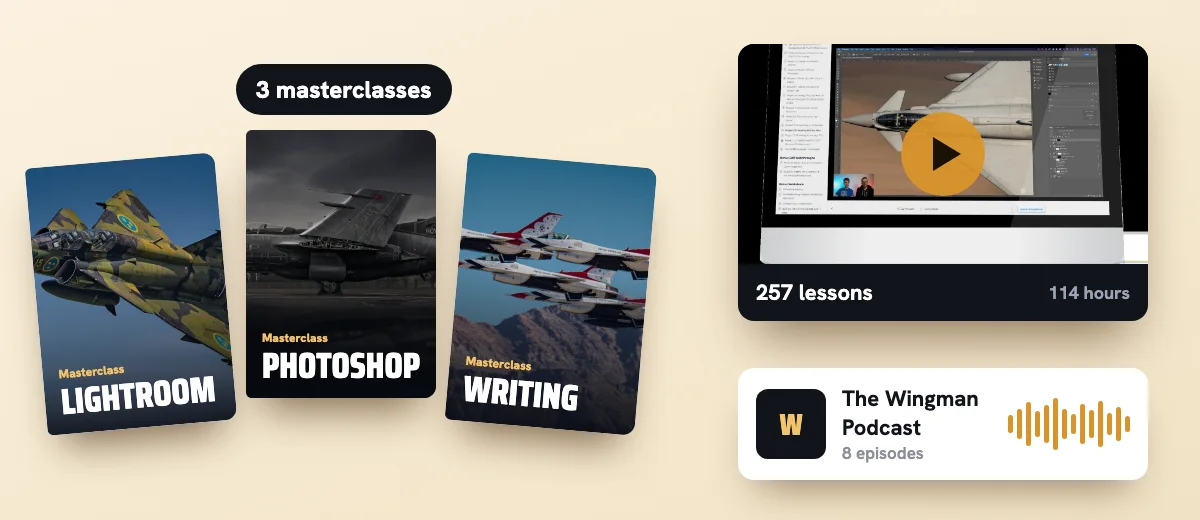 3 masterclasses
Masterclass
LIGHTROOM
Masterclass
PHOTOSHOP
Masterclass
WRITING
257 lessons
114 hours
W
The Wingman
Podcast
8 episodes